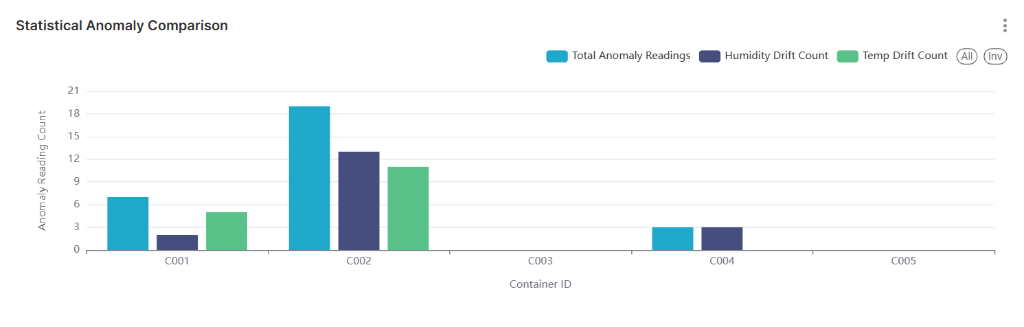 Statistical Anomaly Comparison
Total Anomaly Readings Humidity Drift Count Temp Drift Count All Inv
Anomaly Reading Count
21
18
15
12
9
6
3
0
C001 C002 C003 C004 C005
Container ID